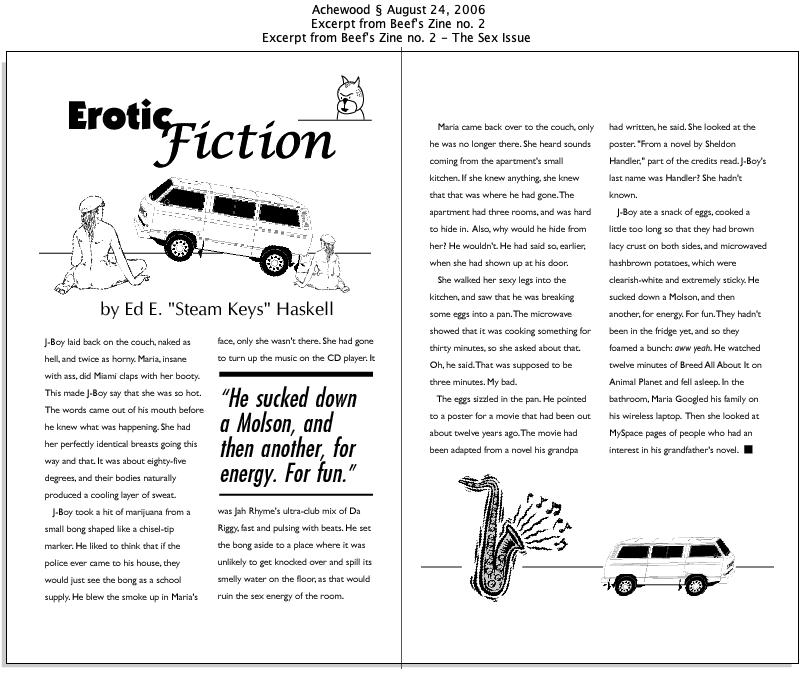 Achewood § August 24, 2006
Excerpt from Beef's Zine no. 2
Excerpt from Beef's Zine no. 2 - The Sex Issue
Erotic
Fiction
by Ed E. "Steam Keys" Haskell
J-Boy laid back on the couch, naked as
hell, and twice as horny. Maria, insane
with ass, did Miami claps with her booty.
This made J-Boy say that she was so hot.
The words came out of his mouth before
he knew what was happening. She had
her perfectly identical breasts going this
way and that. It was about eighty-five
degrees, and their bodies naturally
produced a cooling layer of sweat.
J-Boy took a hit of marijuana from a
small bong shaped like a chisel-tip
marker. He liked to think that if the
police ever came to his house, they
would just see the bong as a school
supply. He blew the smoke up in Maria's
face, only she wasn't there. She had gone
to turn up the music on the CD player. It
"He sucked down
a Molson, and
then another, for
energy. For fun."
was Jah Rhyme's ultra-club mix of Da
Riggy, fast and pulsing with beats. He set
the bong aside to a place where it was
unlikely to get knocked over and spill its
smelly water on the floor, as that would
ruin the sex energy of the room.
Maria came back over to the couch, only
he was no longer there. She heard sounds
coming from the apartment's small
kitchen. If she knew anything, she knew
that that was where he had gone. The
apartment had three rooms, and was hard
to hide in. Also, why would he hide from
her? He wouldn't. He had said so, earlier,
when she had shown up at his door.
She walked her sexy legs into the
kitchen, and saw that he was breaking
some eggs into a pan. The microwave
showed that it was cooking something for
thirty minutes, so she asked about that.
Oh, he said. That was supposed to be
three minutes. My bad.
The eggs sizzled in the pan. He pointed
to a poster for a movie that had been out
about twelve years ago. The movie had
been adapted from a novel his grandpa
had written, he said. She looked at the
poster. "From a novel by Sheldon
Handler," part of the credits read. J-Boy's
last name was Handler? She hadn't
known.
J-Boy ate a snack of eggs, cooked a
little too long so that they had brown
lacy crust on both sides, and microwaved
hashbrown potatoes, which were
clearish-white and extremely sticky. He
sucked down a Molson, and then
another, for energy. For fun. They hadn't
been in the fridge yet, and so they
foamed a bunch: aww yeah. He watched
twelve minutes of Breed All About It on
Animal Planet and fell asleep. In the
bathroom, Maria Googled his family on
his wireless laptop. Then she looked at
MySpace pages of people who had an
interest in his grandfather's novel.